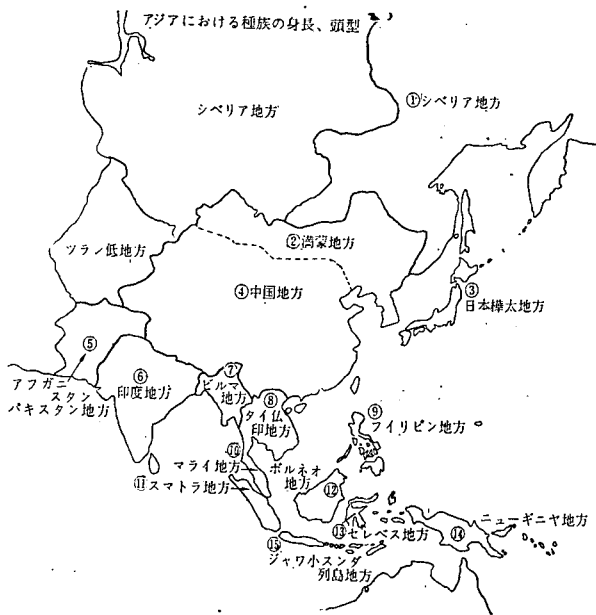 アジアにおける種族の身長、頭型
①シベリア地方
シベリア地方
②満蒙地方
ツラン低地方
④中国地方
③
日本樺太地方
⑤
アフガニ
スタン
パキスタン地方
⑥
印度地方
⑦
ビルマ
地方
⑧
タイ仏
印地方
⑨
フイリピン地方
⑩
マライ地方
⑪スマトラ地方
ボルネオ
地方
⑫
⑬セレベス地方
ニューギニヤ地方
⑭
⑮
ジャワ小スンダ
列島地方